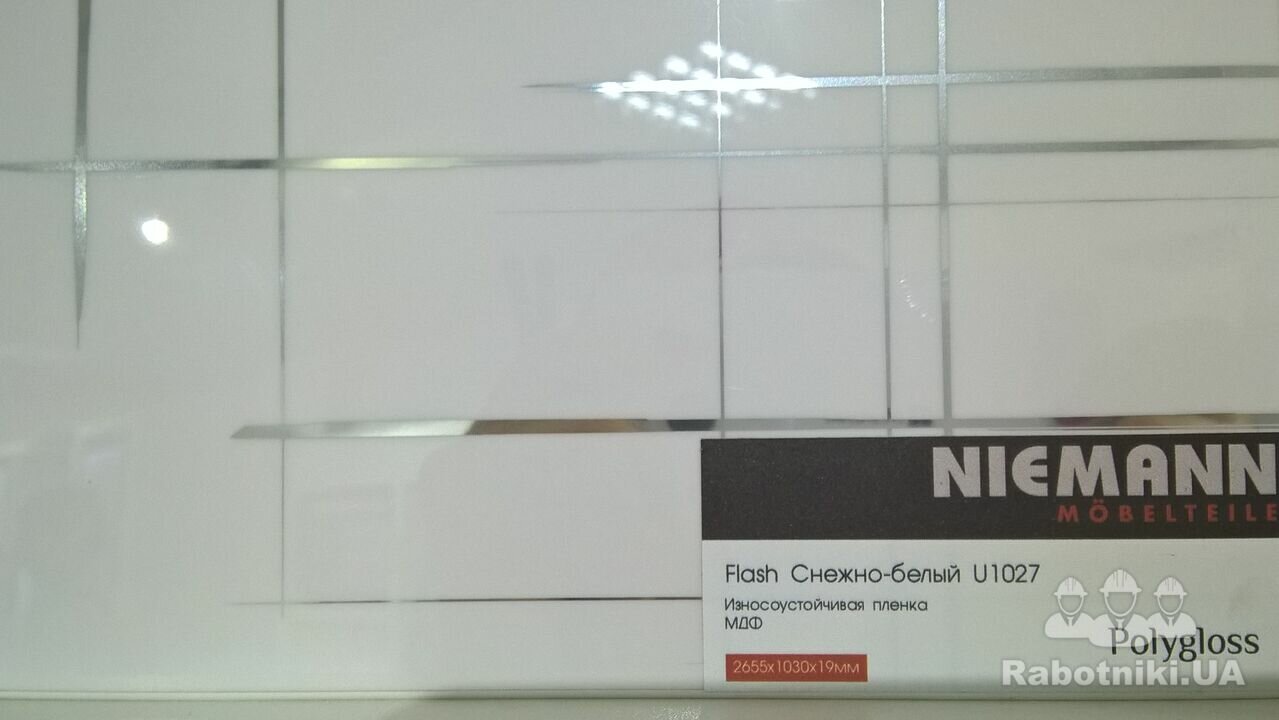 NIEMANN
MÖBELTEILE
Flash Снежно-белый U1027
Износоустойчивая пленка
МДФ
Polygloss
2655x1030x19мм
Rabotniki.UA